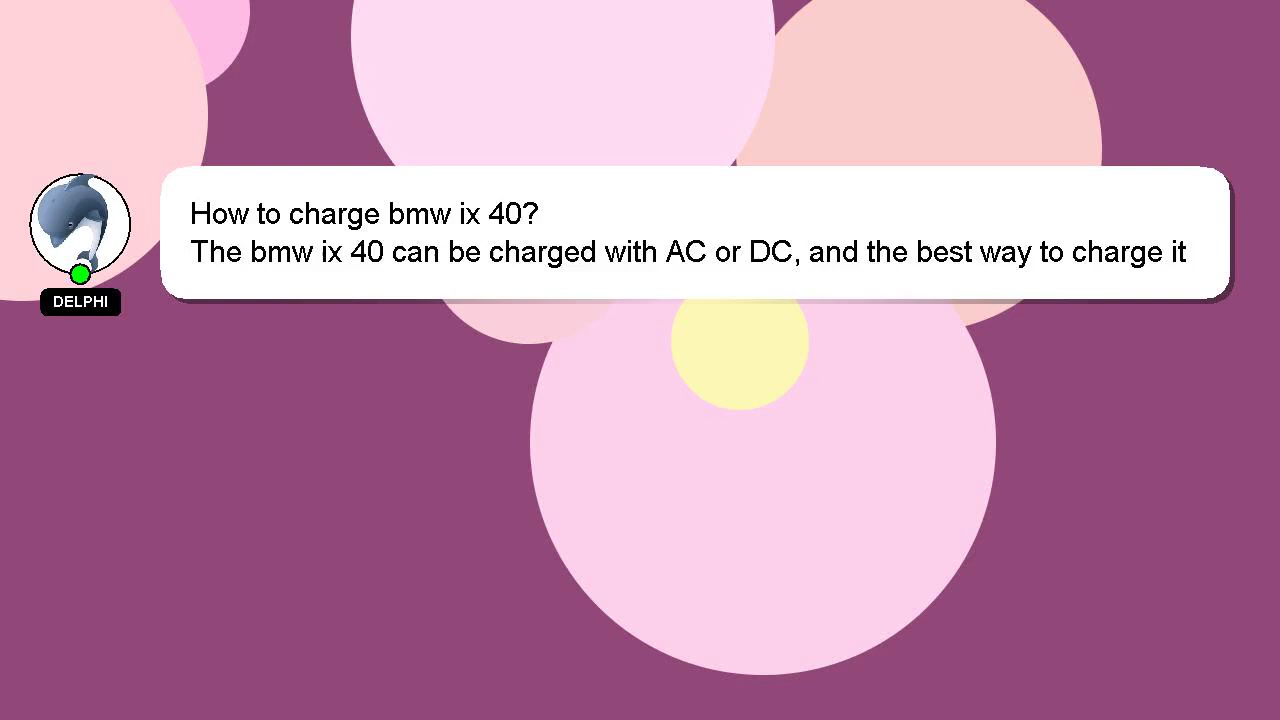 How to charge bmw ix 40?
The bmw ix 40 can be charged with AC or DC, and the best way to charge it
DELPHI